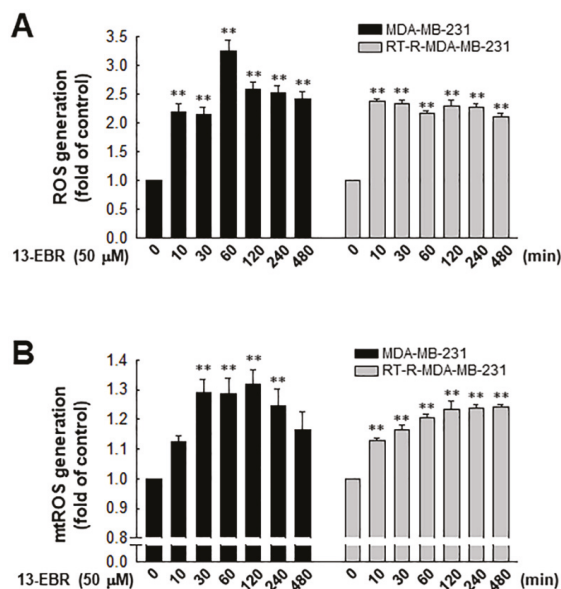 A
MDA-MB-231
RT-R-MDA-MB-231
ROS generation
(fold of control)
3.5
3.0
2.5
2.0
1.5
1.0
0.5
0.0
** ** ** ** ** **
** ** ** ** ** **
13-EBR (50 μM) 0 10 30 60 120 240 480 0 10 30 60 120 240 480 (min)
B
MDA-MB-231
RT-R-MDA-MB-231
mtROS generation
(fold of control)
1.4
1.3
1.2
1.1
1.0
0.9
0.8
0.0
** ** ** **
** ** ** ** ** **
13-EBR (50 μM) 0 10 30 60 120 240 480 0 10 30 60 120 240 480 (min)